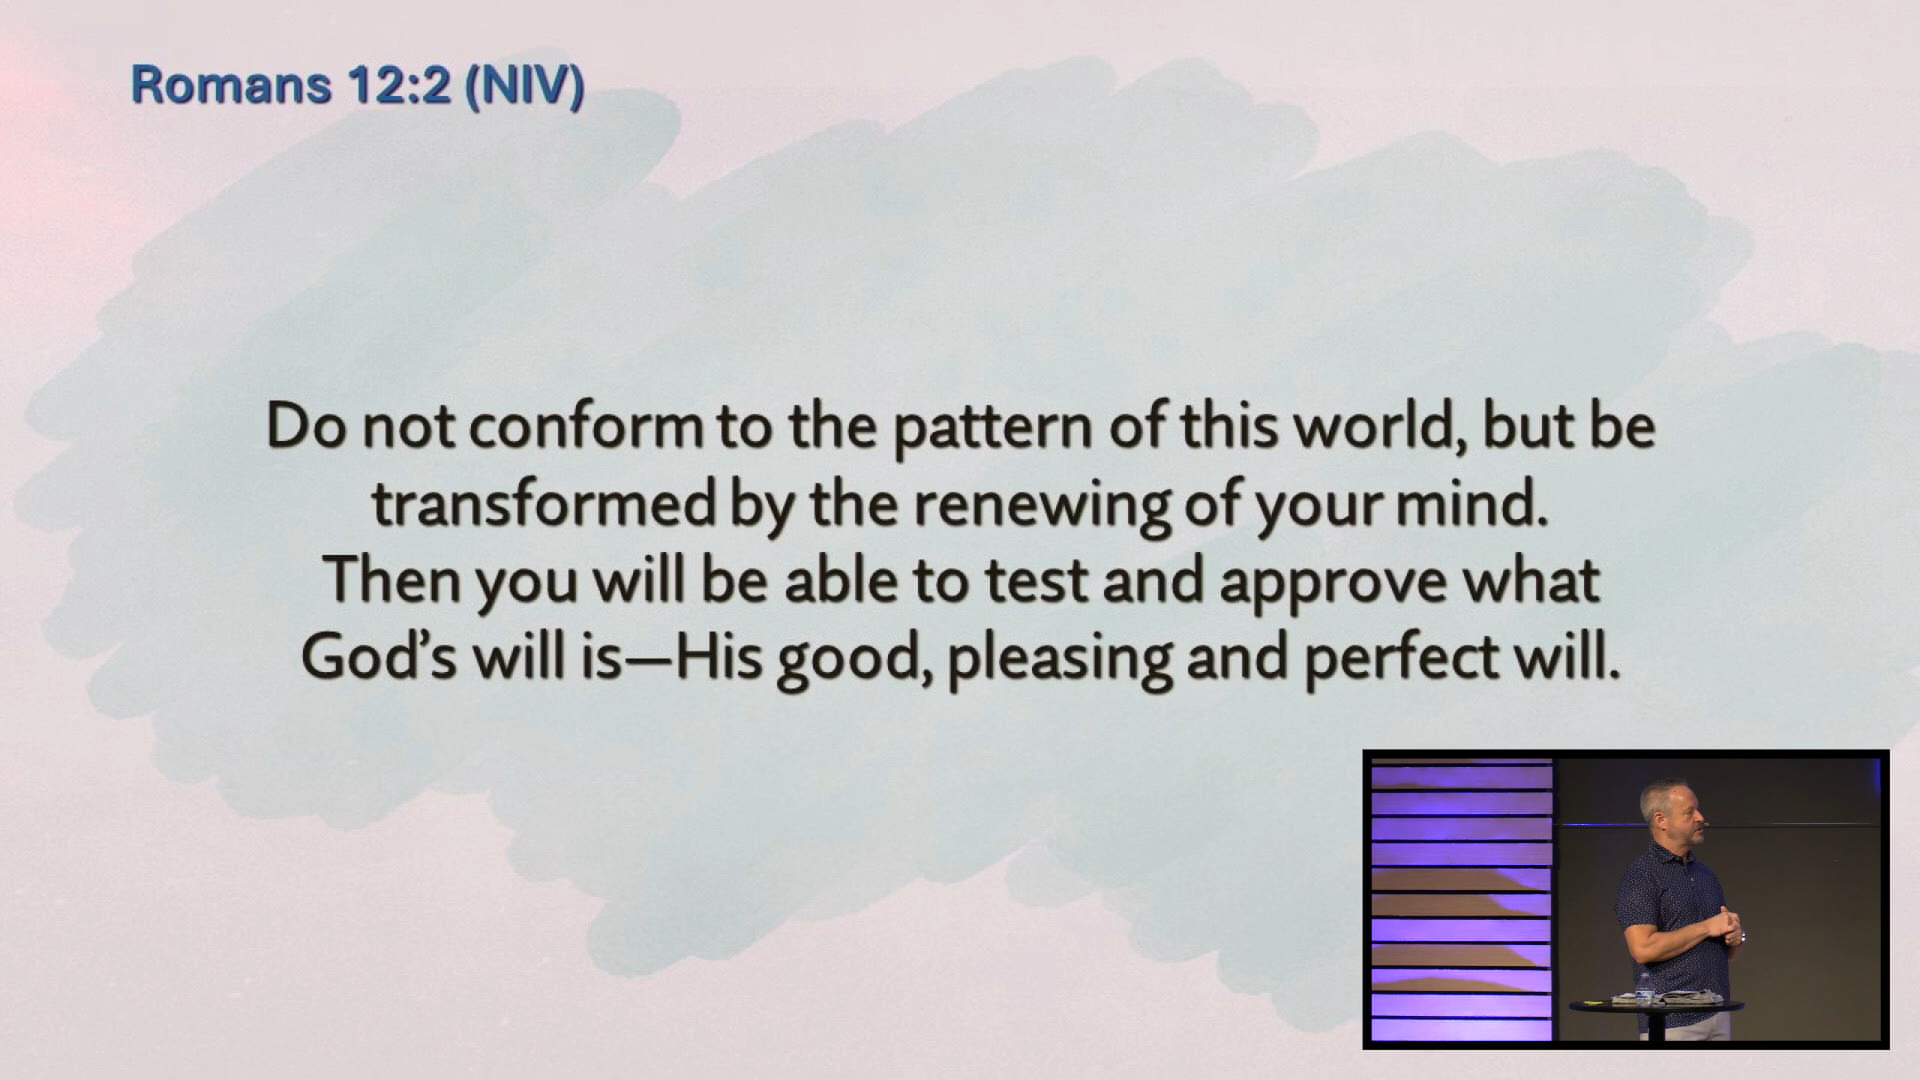 Romans 12:2 (NIV)
Do not conform to the pattern of this world, but be
transformed by the renewing of your mind.
Then you will be able to test and approve what
God’s will is—His good, pleasing and perfect will.